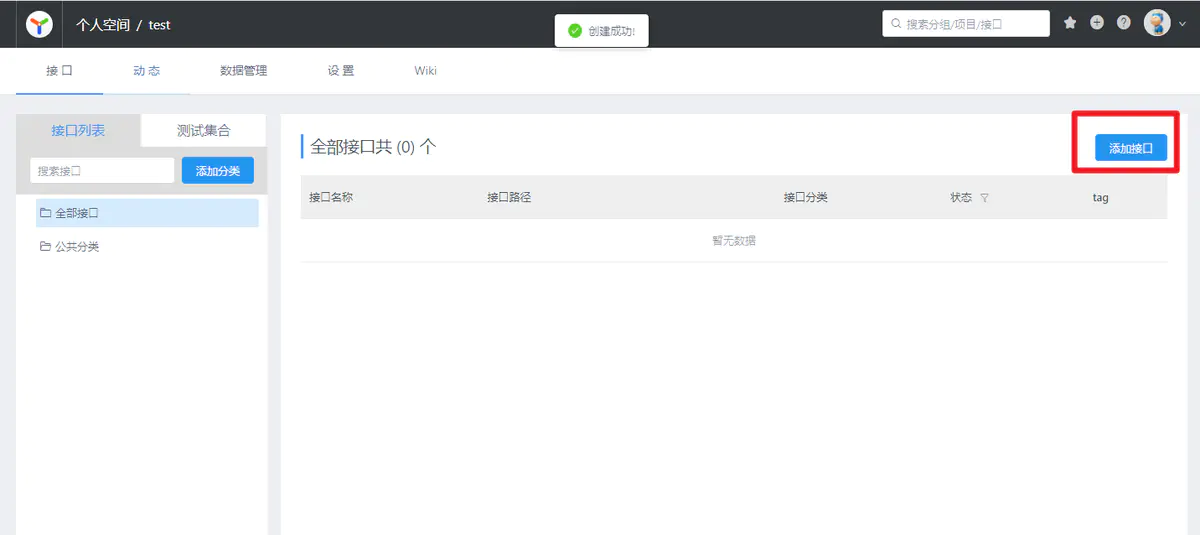 个人空间 / test
创建成功!
搜索分组/项目/接口
接口 动态 数据管理 设置 Wiki
接口列表 测试集合
搜索接口 添加分类
全部接口
公共分类
全部接口共 (0) 个
添加接口
接口名称 接口路径 接口分类 状态 tag
暂无数据